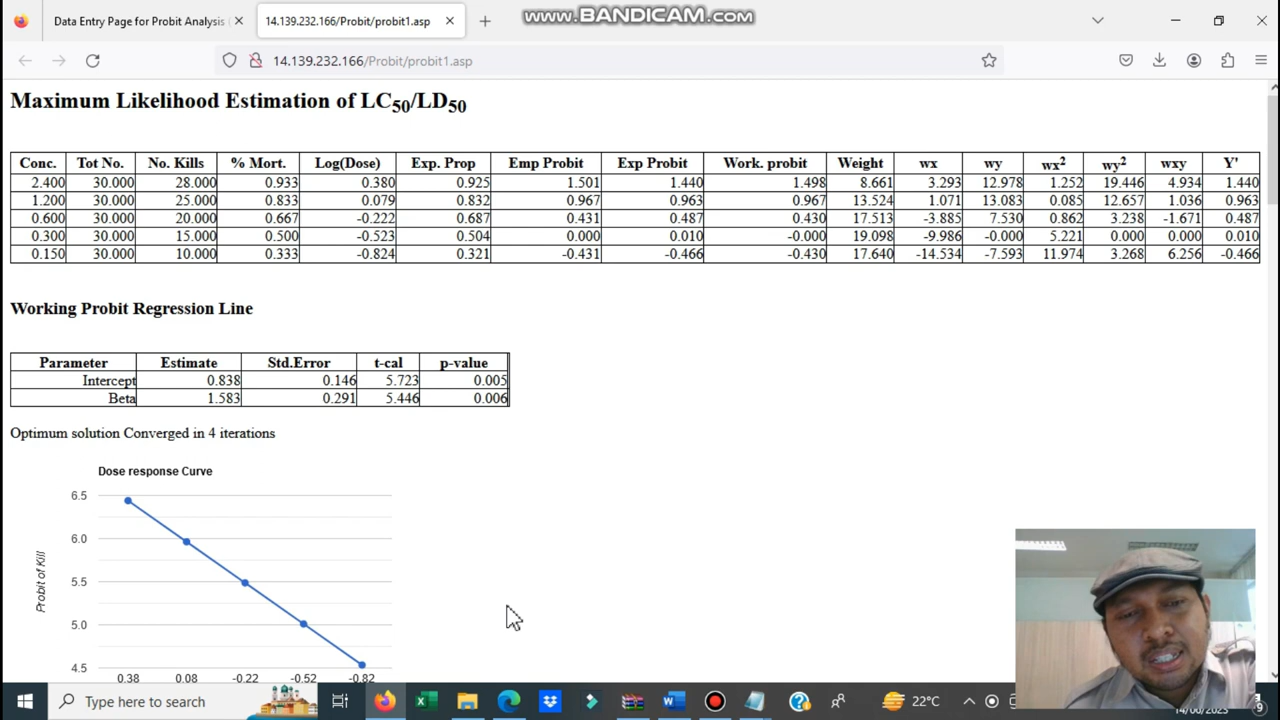 www.BANDICAM.com
Data Entry Page for Probit Analysis
14.139.232.166/Probit/probit1.asp
14.139.232.166/Probit/probit1.asp
Maximum Likelihood Estimation of LC50/LD50
Conc. Tot No. No. Kills % Mort. Log(Dose) Exp. Prop Emp Probit Exp Probit Work. probit Weight wx wy wx2 wy2 wxy Y'
2.400 30.000 28.000 0.933 0.380 0.925 1.501 1.440 1.498 8.661 3.293 12.978 1.252 19.446 4.934 1.440
1.200 30.000 25.000 0.833 0.079 0.832 0.967 0.963 0.967 13.524 1.071 13.083 0.085 12.657 1.036 0.963
0.600 30.000 20.000 0.667 -0.222 0.687 0.431 0.487 0.430 17.513 -3.885 7.530 0.862 3.238 -1.671 0.487
0.300 30.000 15.000 0.500 -0.523 0.504 0.000 0.010 -0.000 19.098 -9.986 -0.000 5.221 0.000 0.000 0.010
0.150 30.000 10.000 0.333 -0.824 0.321 -0.431 -0.466 -0.430 17.640 -14.534 -7.593 11.974 3.268 6.256 -0.466
Working Probit Regression Line
Parameter Estimate Std.Error t-cal p-value
Intercept 0.838 0.146 5.723 0.005
Beta 1.583 0.291 5.446 0.006
Optimum solution Converged in 4 iterations
Dose response Curve
6.5
6.0
5.5
5.0
4.5
Probit of Kill
0.38 0.08 -0.22 -0.52 -0.82
Type here to search
22°C